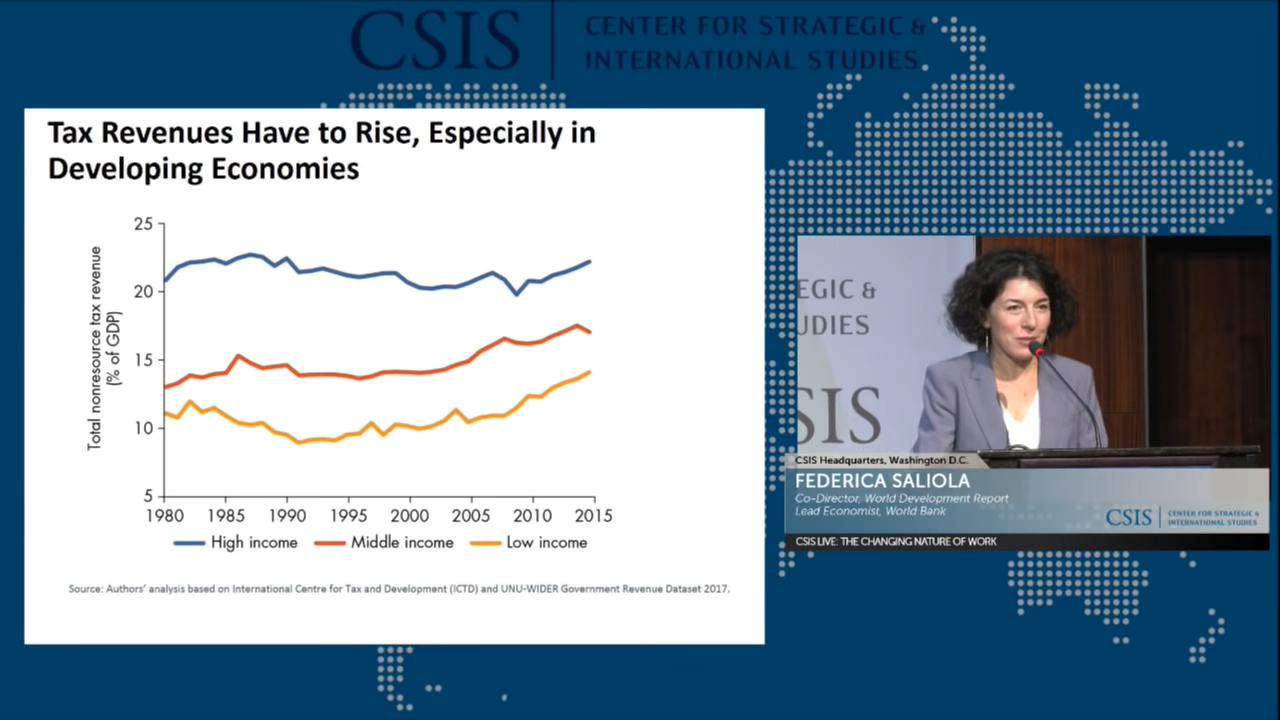 CSIS
CENTER FOR STRATEGIC &
INTERNATIONAL STUDIES
Tax Revenues Have to Rise, Especially in
Developing Economies
Total nonresource tax revenue
(% of GDP)
25
20
15
10
5
1980 1985 1990 1995 2000 2005 2010 2015
High income Middle income Low income
Source: Authors' analysis based on International Centre for Tax and Development (ICTD) and UNU-WIDER Government Revenue Dataset 2017.
EGIC &
UDIES
SIS
CSIS Headquarters, Washington D.C.
FEDERICA SALIOLA
Co-Director, World Development Report
Lead Economist, World Bank
CSIS
CENTER FOR STRATEGIC &
INTERNATIONAL STUDIES
CSIS LIVE: THE CHANGING NATURE OF WORK